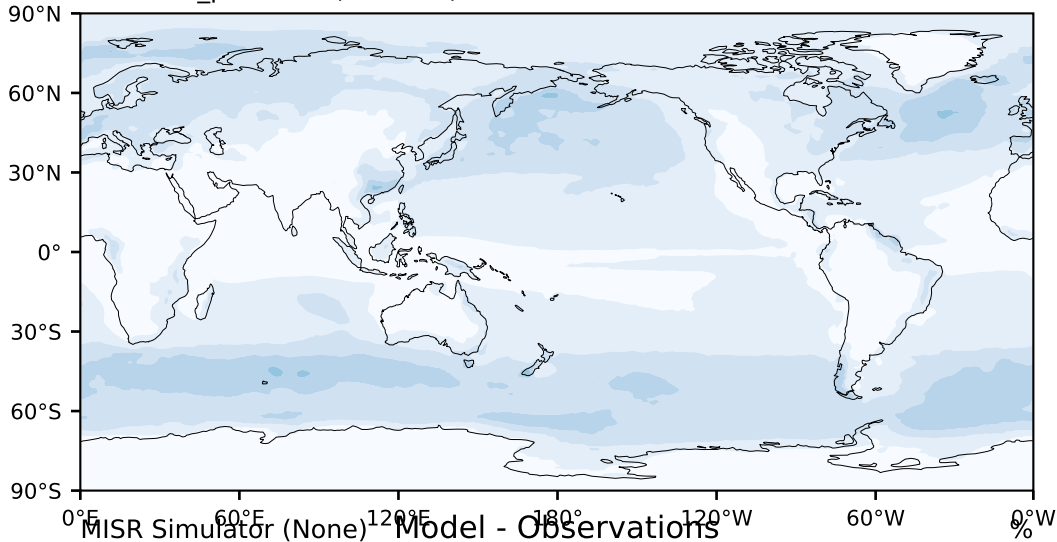 90°N
60°N
30°N
0°
30°S
60°S
90°S
0°E 60°E 120°E 180°W 120°W 60°W 0°W
MISR Simulator (None) Model - Observations %